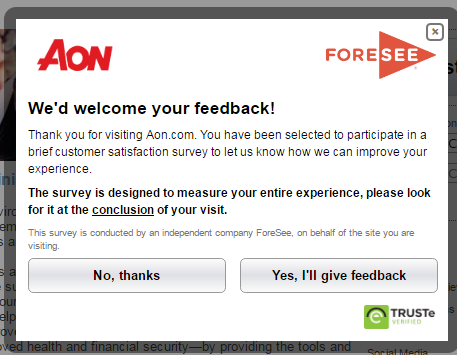 AON
FORESEE
We'd welcome your feedback!
Thank you for visiting Aon.com. You have been selected to participate in a
brief customer satisfaction survey to let us know how we can improve your
experience.
The survey is designed to measure your entire experience, please look
for it at the conclusion of your visit.
This survey is conducted by an independent company ForeSee, on behalf of the site you are
visiting.
No, thanks
Yes, I'll give feedback
TRUSTe
VERIFIED
oved health and financial security—by providing the tools and
Social Media